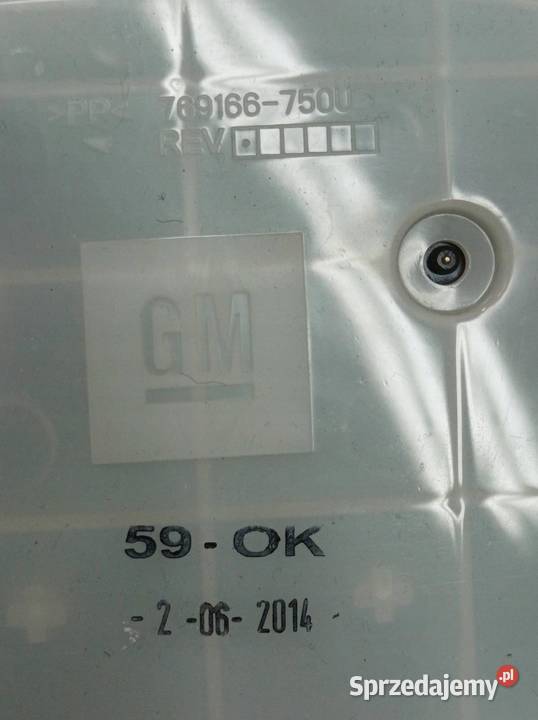 >PP< 769166-750U
REV
GM
59-OK
-2-06-2014
Sprzedajemy.pl